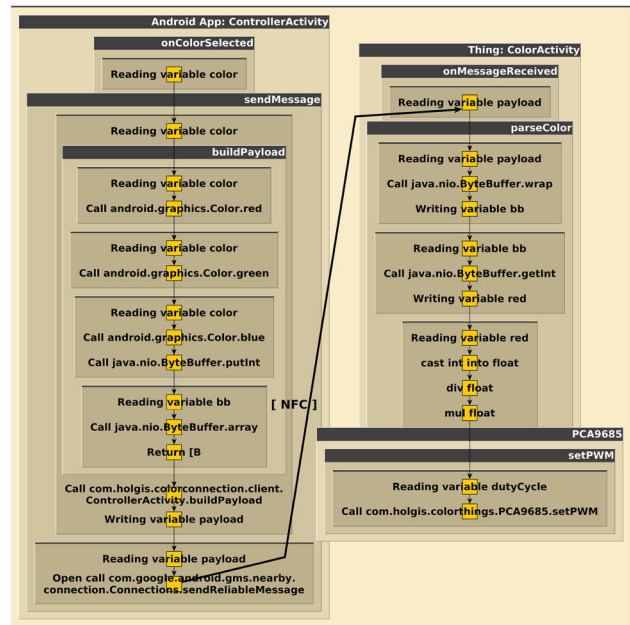 Android App: ControllerActivity
onColorSelected
Reading variable color
sendMessage
Reading variable color
buildPayload
Reading variable color
Call android.graphics.Color.red
Reading variable color
Call android.graphics.Color.green
Reading variable color
Call android.graphics.Color.blue
Call java.nio.ByteBuffer.putInt
Reading variable bb
Call java.nio.ByteBuffer.array
Return [B
Call com.holgis.colorconnection.client.
ControllerActivity.buildPayload
Writing variable payload
Reading variable payload
Open call com.google.android.gms.nearby.
connection.Connections.sendReliableMessage
[ NFC ]
Thing: ColorActivity
onMessageReceived
Reading variable payload
parseColor
Reading variable payload
Call java.nio.ByteBuffer.wrap
Writing variable bb
Reading variable bb
Call java.nio.ByteBuffer.getInt
Writing variable red
Reading variable red
cast int into float
div float
mul float
PCA9685
setPWM
Reading variable dutyCycle
Call com.holgis.colorthings.PCA9685.setPWM